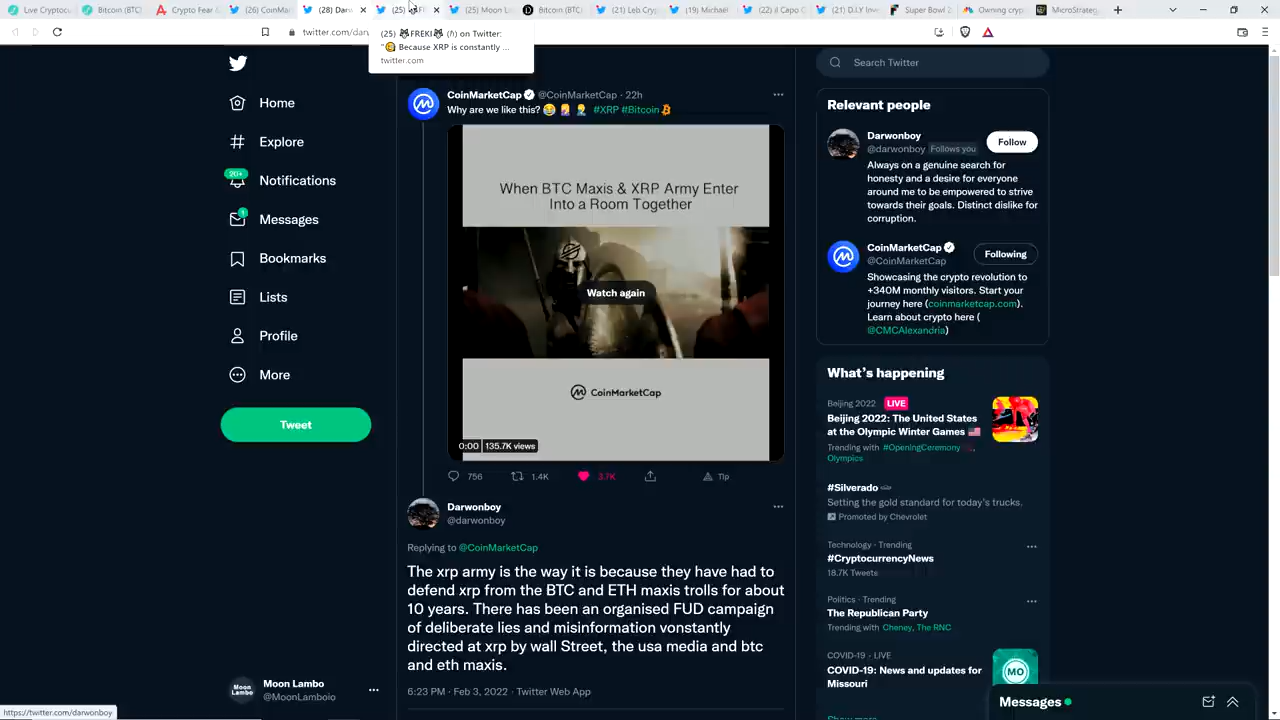 Live Cryptocu
Bitcoin (BTC)
Crypto Fear &
(26) CoinMar
(28) Darw
(25)
(25) Moon L
Bitcoin (BTC)
(21) Leb Cry
(19) Michaël
(22) il Capo C
(21) D.I.Y Inve
Super Bowl 2
Owning cryp
MicroStrateg
twitter.com/dar
(25) 🐺FREKI🐺 (ℏ) on Twitter:
"😂 Because XRP is constantly ...
twitter.com
Home
Explore
20+
Notifications
1
Messages
Bookmarks
Lists
Profile
More
Tweet
Moon Lambo
@MoonLamboio
https://twitter.com/darwonboy
CoinMarketCap @CoinMarketCap · 22h
Why are we like this? 😂 🤦‍♀️ 🤦‍♂️ #XRP #Bitcoin
When BTC Maxis & XRP Army Enter
Into a Room Together
Watch again
CoinMarketCap
0:00 135.7K views
756 1.4K 3.7K Tip
Darwonboy
@darwonboy
Replying to @CoinMarketCap
The xrp army is the way it is because they have had to
defend xrp from the BTC and ETH maxis trolls for about
10 years. There has been an organised FUD campaign
of deliberate lies and misinformation vonstantly
directed at xrp by wall Street, the usa media and btc
and eth maxis.
6:23 PM · Feb 3, 2022 · Twitter Web App
Search Twitter
Relevant people
Darwonboy
@darwonboy Follows you
Follow
Always on a genuine search for
honesty and a desire for everyone
around me to be empowered to strive
towards their goals. Distinct dislike for
corruption.
CoinMarketCap
@CoinMarketCap
Following
Showcasing the crypto revolution to
+340M monthly visitors. Start your
journey here (coinmarketcap.com).
Learn about crypto here (
@CMCAlexandria)
What's happening
Beijing 2022 LIVE
Beijing 2022: The United States
at the Olympic Winter Games 🇺🇸
Trending with #OpeningCeremony ,
Olympics
#Silverado
Setting the gold standard for today's trucks.
Promoted by Chevrolet
Technology · Trending
#CryptocurrencyNews
18.7K Tweets
Politics · Trending
The Republican Party
Trending with Cheney, The RNC
COVID-19 · LIVE
COVID-19: News and updates for
Missouri
MO
Show more
Messages